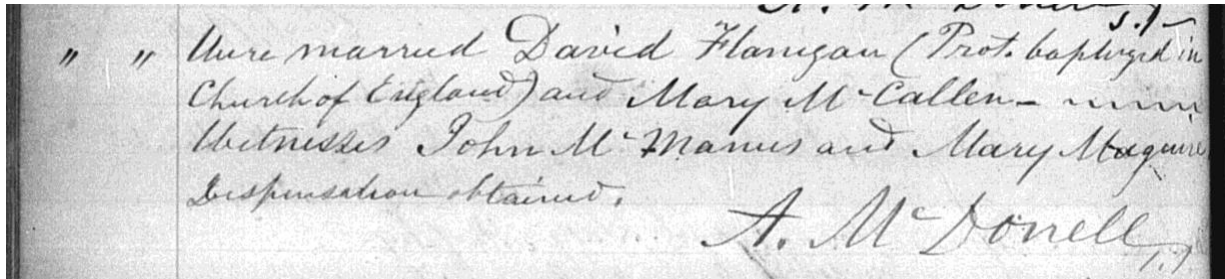 " " Were married David Flanigan (Prot. baptized in
Church of England) and Mary McCallen -
Witnesses John McManus and Mary Maguire
Dispensation obtained.
A. McDonell